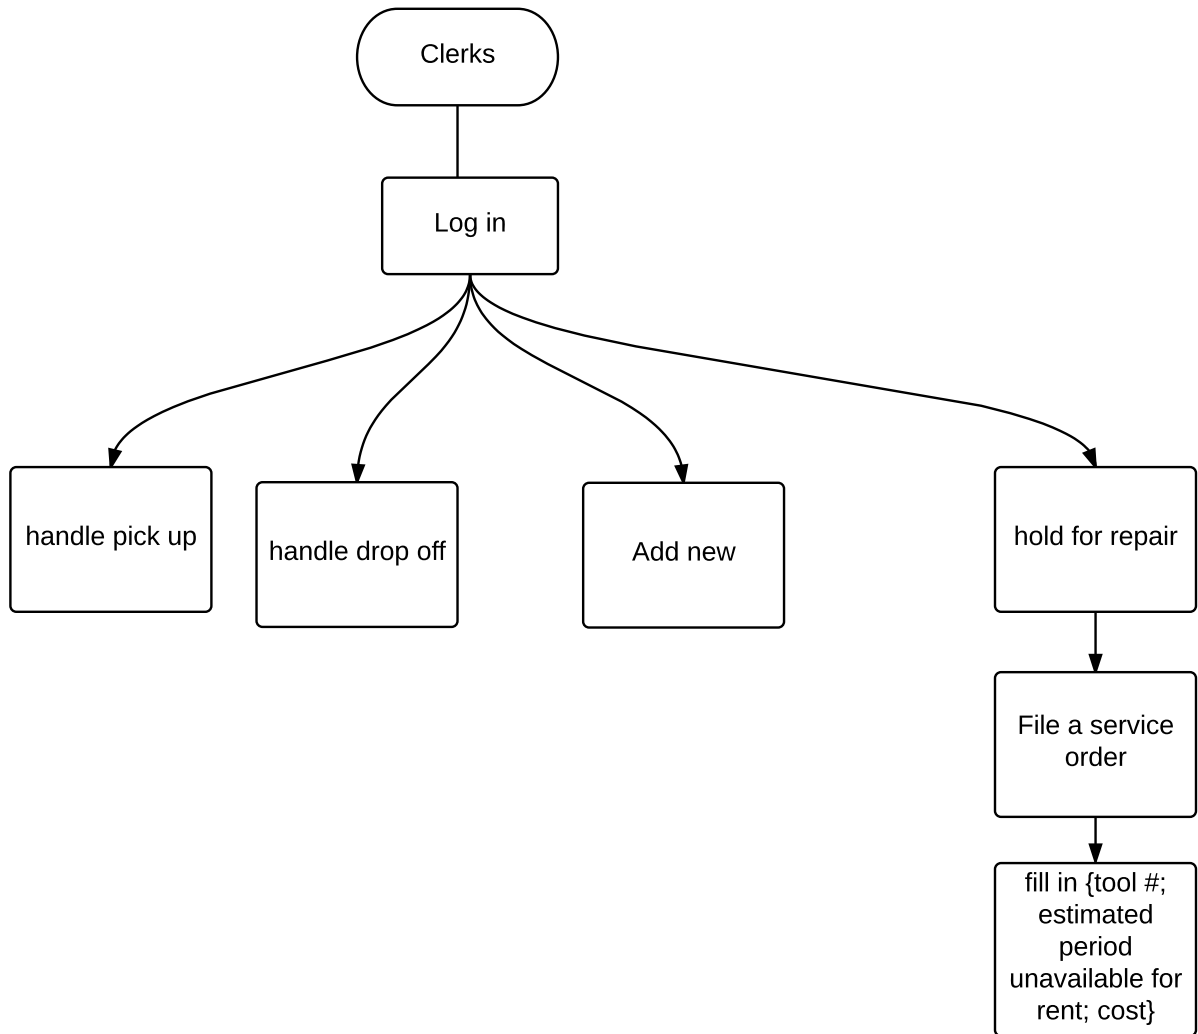 Clerks
Log in
handle pick up
handle drop off
Add new
hold for repair
File a service
order
fill in {tool #;
estimated
period
unavailable for
rent; cost}